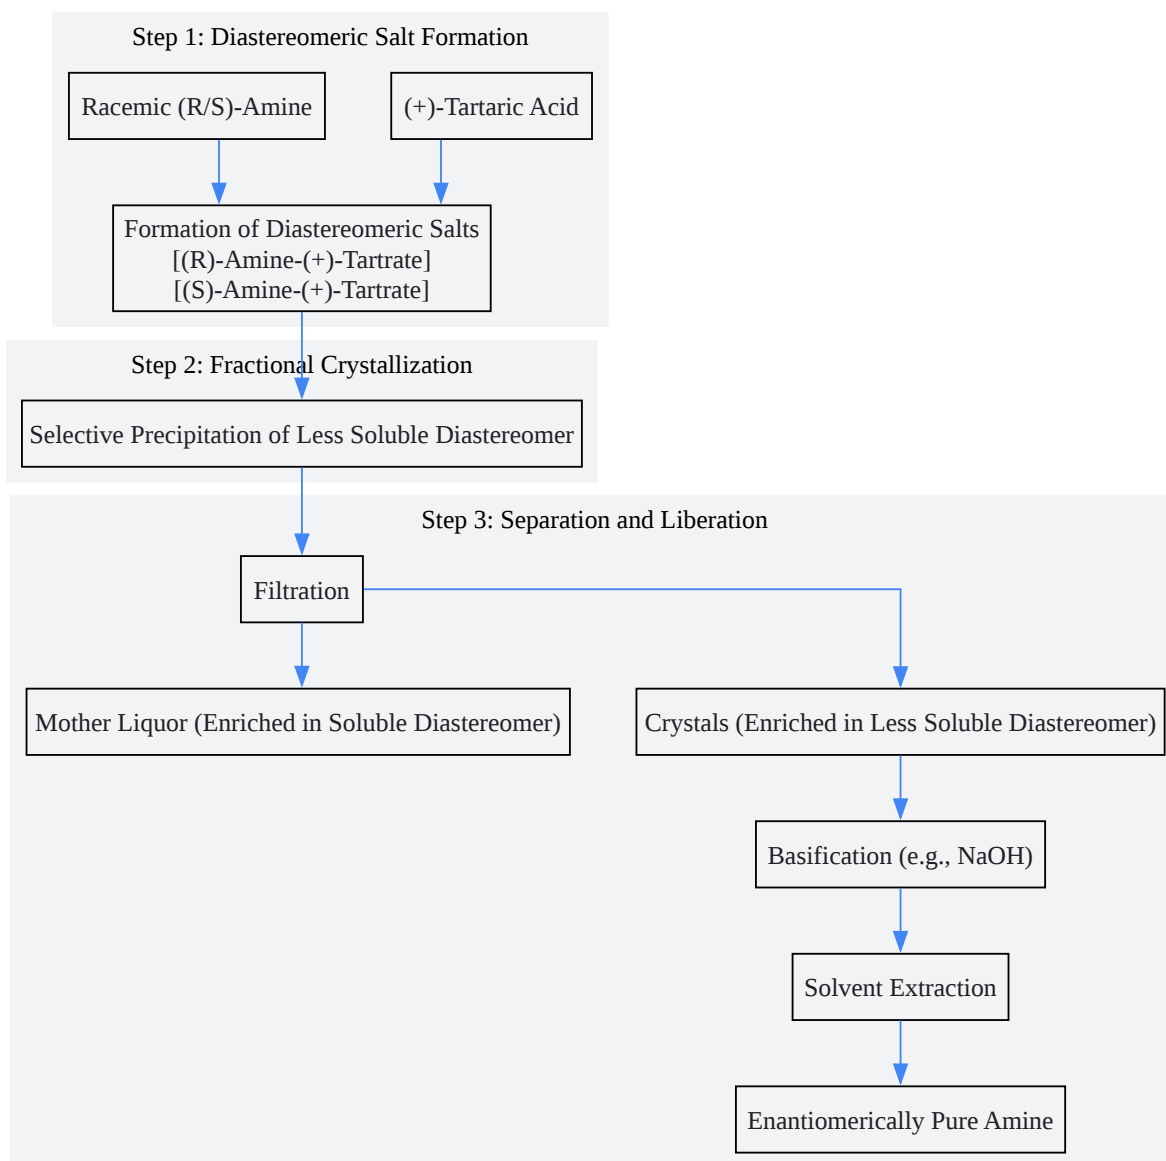 Step 1: Diastereomeric Salt Formation
Racemic (R/S)-Amine
(+)-Tartaric Acid
Formation of Diastereomeric Salts
[(R)-Amine-(+)-Tartrate]
[(S)-Amine-(+)-Tartrate]
Step 2: Fractional Crystallization
Selective Precipitation of Less Soluble Diastereomer
Step 3: Separation and Liberation
Filtration
Mother Liquor (Enriched in Soluble Diastereomer)
Crystals (Enriched in Less Soluble Diastereomer)
Basification (e.g., NaOH)
Solvent Extraction
Enantiomerically Pure Amine